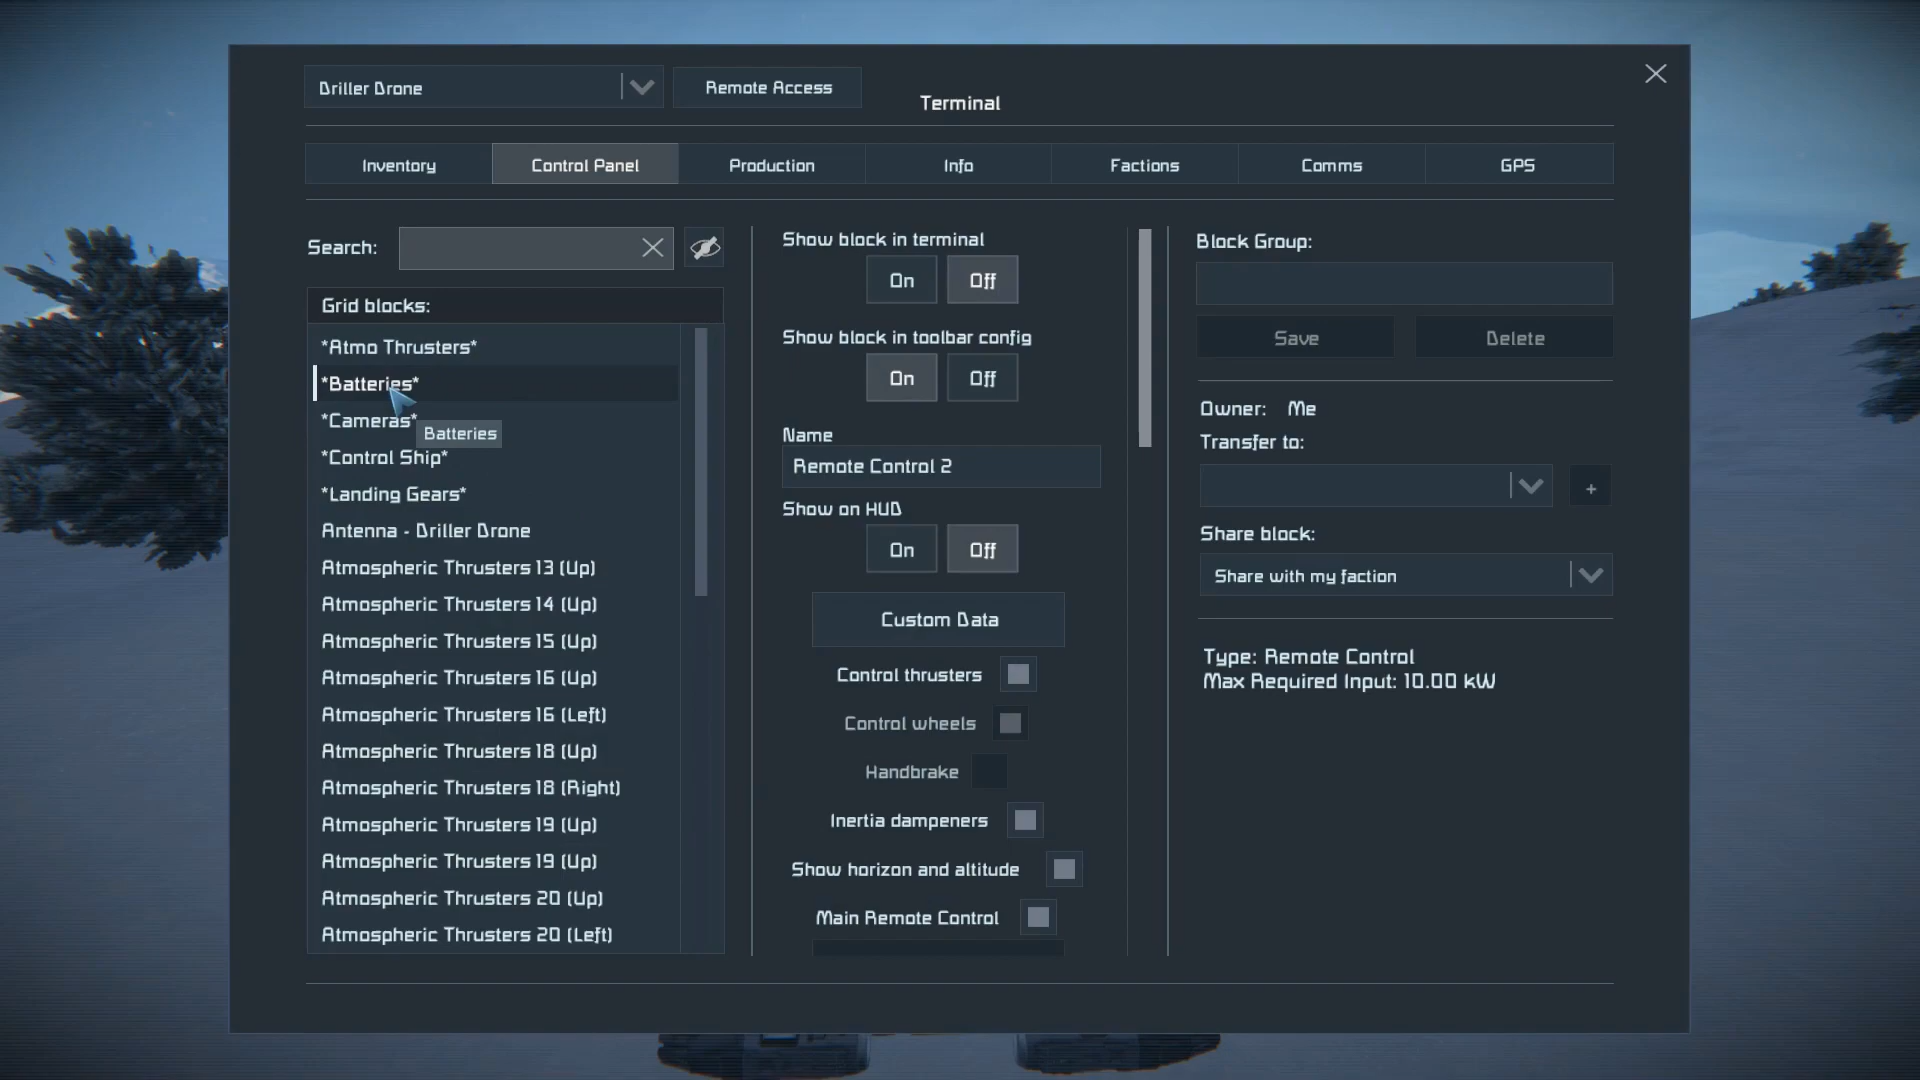 Driller Drone
Remote Access
Terminal
Inventory
Control Panel
Production
Info
Factions
Comms
GPS
Search:
Grid blocks:
*Atmo Thrusters*
*Batteries*
*Cameras*
Batteries
*Control Ship*
*Landing Gears*
Antenna - Driller Drone
Atmospheric Thrusters 13 (Up)
Atmospheric Thrusters 14 (Up)
Atmospheric Thrusters 15 (Up)
Atmospheric Thrusters 16 (Up)
Atmospheric Thrusters 16 (Left)
Atmospheric Thrusters 18 (Up)
Atmospheric Thrusters 18 (Right)
Atmospheric Thrusters 19 (Up)
Atmospheric Thrusters 19 (Up)
Atmospheric Thrusters 20 (Up)
Atmospheric Thrusters 20 (Left)
Show block in terminal
On Off
Show block in toolbar config
On Off
Name
Remote Control 2
Show on HUD
On Off
Custom Data
Control thrusters
Control wheels
Handbrake
Inertia dampeners
Show horizon and altitude
Main Remote Control
Block Group:
Save
Delete
Owner: Me
Transfer to:
+
Share block:
Share with my faction
Type: Remote Control
Max Required Input: 10.00 kW